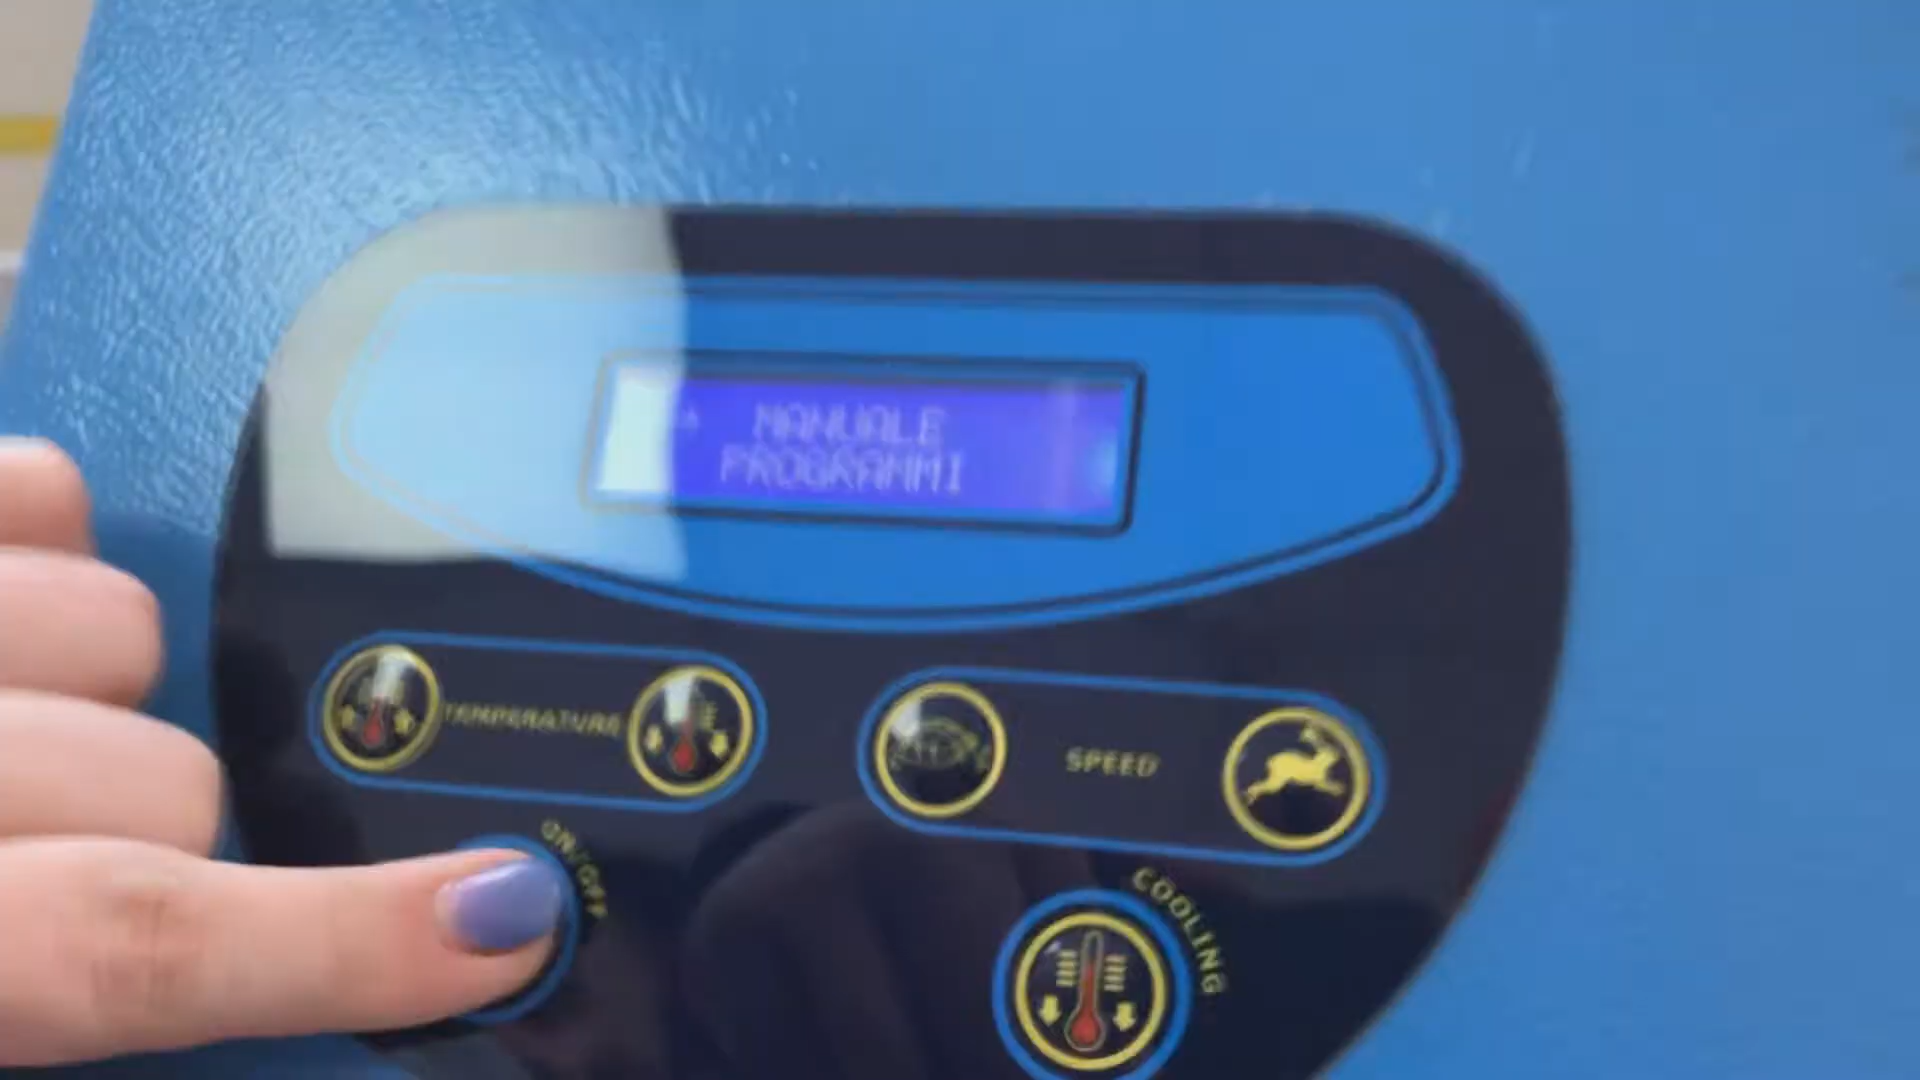 MANUALE
PROGRAMMI
TEMPERATURE
SPEED
ON/OFF
COOLING